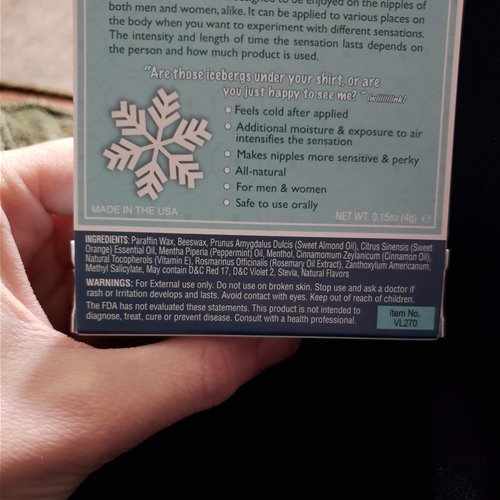 to be enjoyed on the nipples of
both men and women, alike. It can be applied to various places on
the body when you want to experiment with different sensations.
The intensity and length of time the sensation lasts depends on
the person and how much product is used.
"Are those icebergs under your shirt, or are
you just happy to see me? "
Feels cold after applied
Additional moisture & exposure to air
intensifies the sensation
Makes nipples more sensitive & perky
All-natural
For men & women
Safe to use orally
MADE IN THE USA
NET WT. 0.15oz (4g) e
INGREDIENTS: Paraffin Wax, Beeswax, Prunus Amygdalus Dulcis (Sweet Almond Oil), Citrus Sinensis (Sweet
Orange) Essential Oil, Mentha Piperia (Peppermint) Oil, Menthol, Cinnamomum Zeylanicum (Cinnamon Oil),
Natural Tocopherols (Vitamin E), Rosmarinus Officinalis (Rosemary Oil Extract), Zanthoxylum Americanum,
Methyl Salicylate, May contain D&C Red 17, D&C Violet 2, Stevia, Natural Flavors
WARNINGS: For External use only. Do not use on broken skin. Stop use and ask a doctor if
rash or Irritation develops and lasts. Avoid contact with eyes. Keep out of reach of children.
The FDA has not evaluated these statements. This product is not intended to
diagnose, treat, cure or prevent disease. Consult with a health professional.
Item No.
VL270